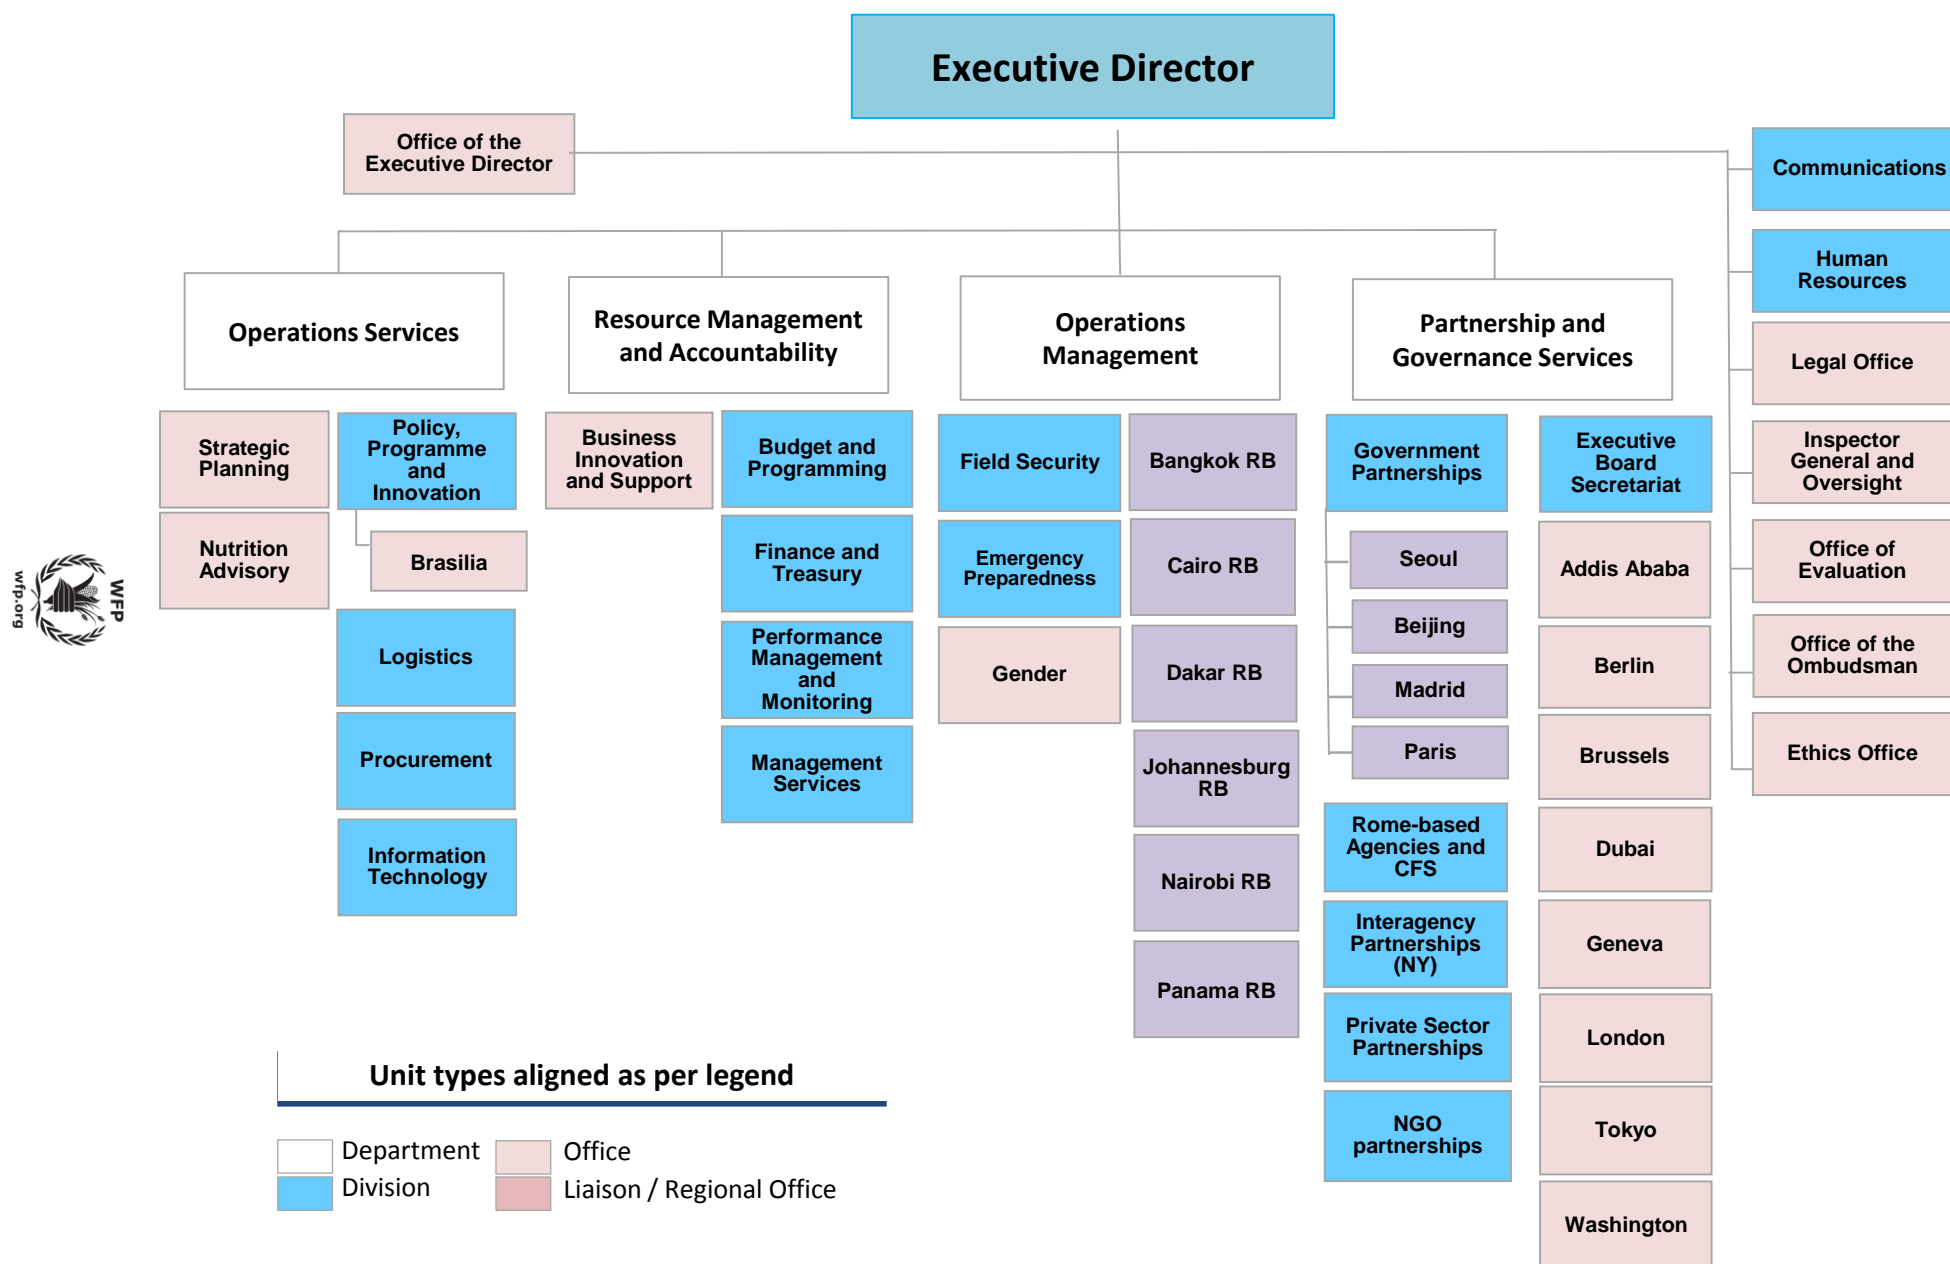 Executive Director
Office of the
Executive Director
Communications
Human
Resources
Legal Office
Inspector
General and
Oversight
Office of
Evaluation
Office of the
Ombudsman
Ethics Office
Operations Services
Strategic
Planning
Nutrition
Advisory
Policy,
Programme
and
Innovation
Brasilia
Logistics
Procurement
Information
Technology
Resource Management
and Accountability
Business
Innovation
and Support
Budget and
Programming
Finance and
Treasury
Performance
Management
and
Monitoring
Management
Services
Operations
Management
Field Security
Emergency
Preparedness
Gender
Bangkok RB
Cairo RB
Dakar RB
Johannesburg
RB
Nairobi RB
Panama RB
Partnership and
Governance Services
Government
Partnerships
Seoul
Beijing
Madrid
Paris
Rome-based
Agencies and
CFS
Interagency
Partnerships
(NY)
Private Sector
Partnerships
NGO
partnerships
Executive
Board
Secretariat
Addis Ababa
Berlin
Brussels
Dubai
Geneva
London
Tokyo
Washington
WFP
wfp.org
Unit types aligned as per legend
Department
Office
Division
Liaison / Regional Office